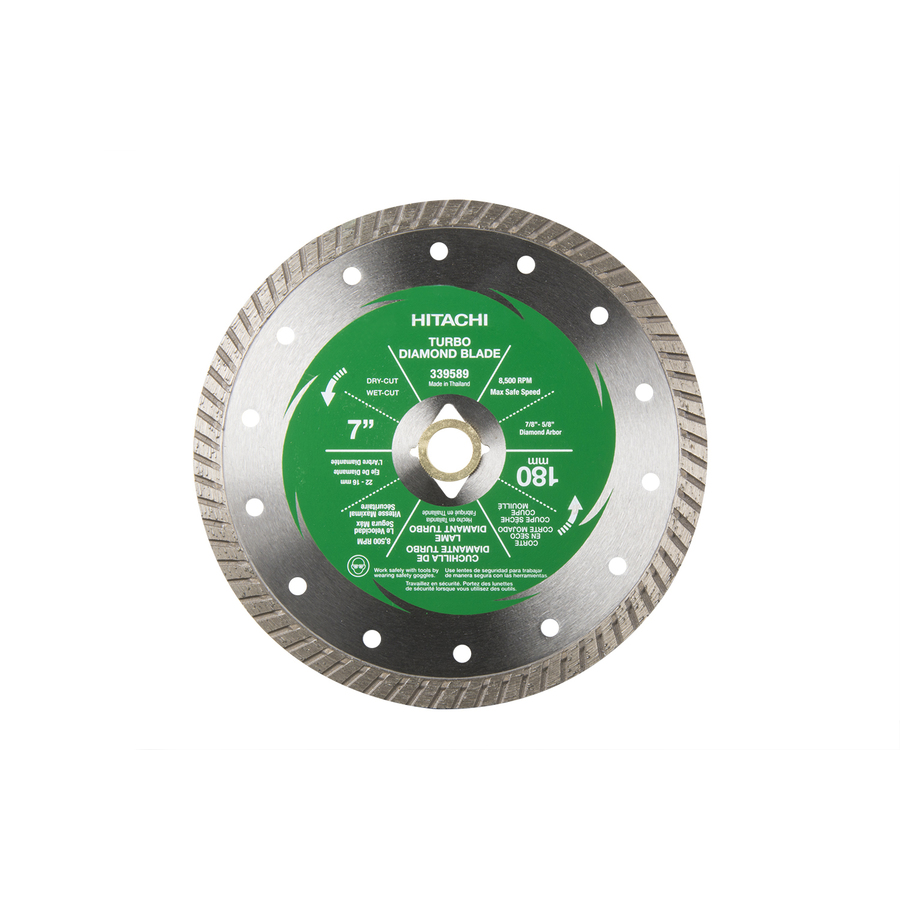 HITACHI
TURBO
DIAMOND BLADE
339589
Made in Thailand
DRY-CUT
WET-CUT
8,500 RPM
Max Safe Speed
7"
7/8"- 5/8"
Diamond Arbor
180
mm
CORTE
EN SECO
CORTE MOJADO
COUPE SÈCHE
COUPE
MOUILLÉ
CUCHILLA DE
DIAMANTE TURBO
LAME
DIAMANT TURBO
Hecho en Tailandia
Fabriqué en Thaïlande
8,500 RPM
Le Velocidad
Segura Máx
Vitesse Maximal
Sécuritaire
22 - 16 mm
Eje De Diamante
L'Arbre Diamantée
Work safely with tools by
wearing safety goggles.
Use lentes de seguridad para trabajar
de manera segura con las herramientas.
Travaillez en sécurité. Portez des lunettes
de sécurité lorsque vous utilisez des outils.